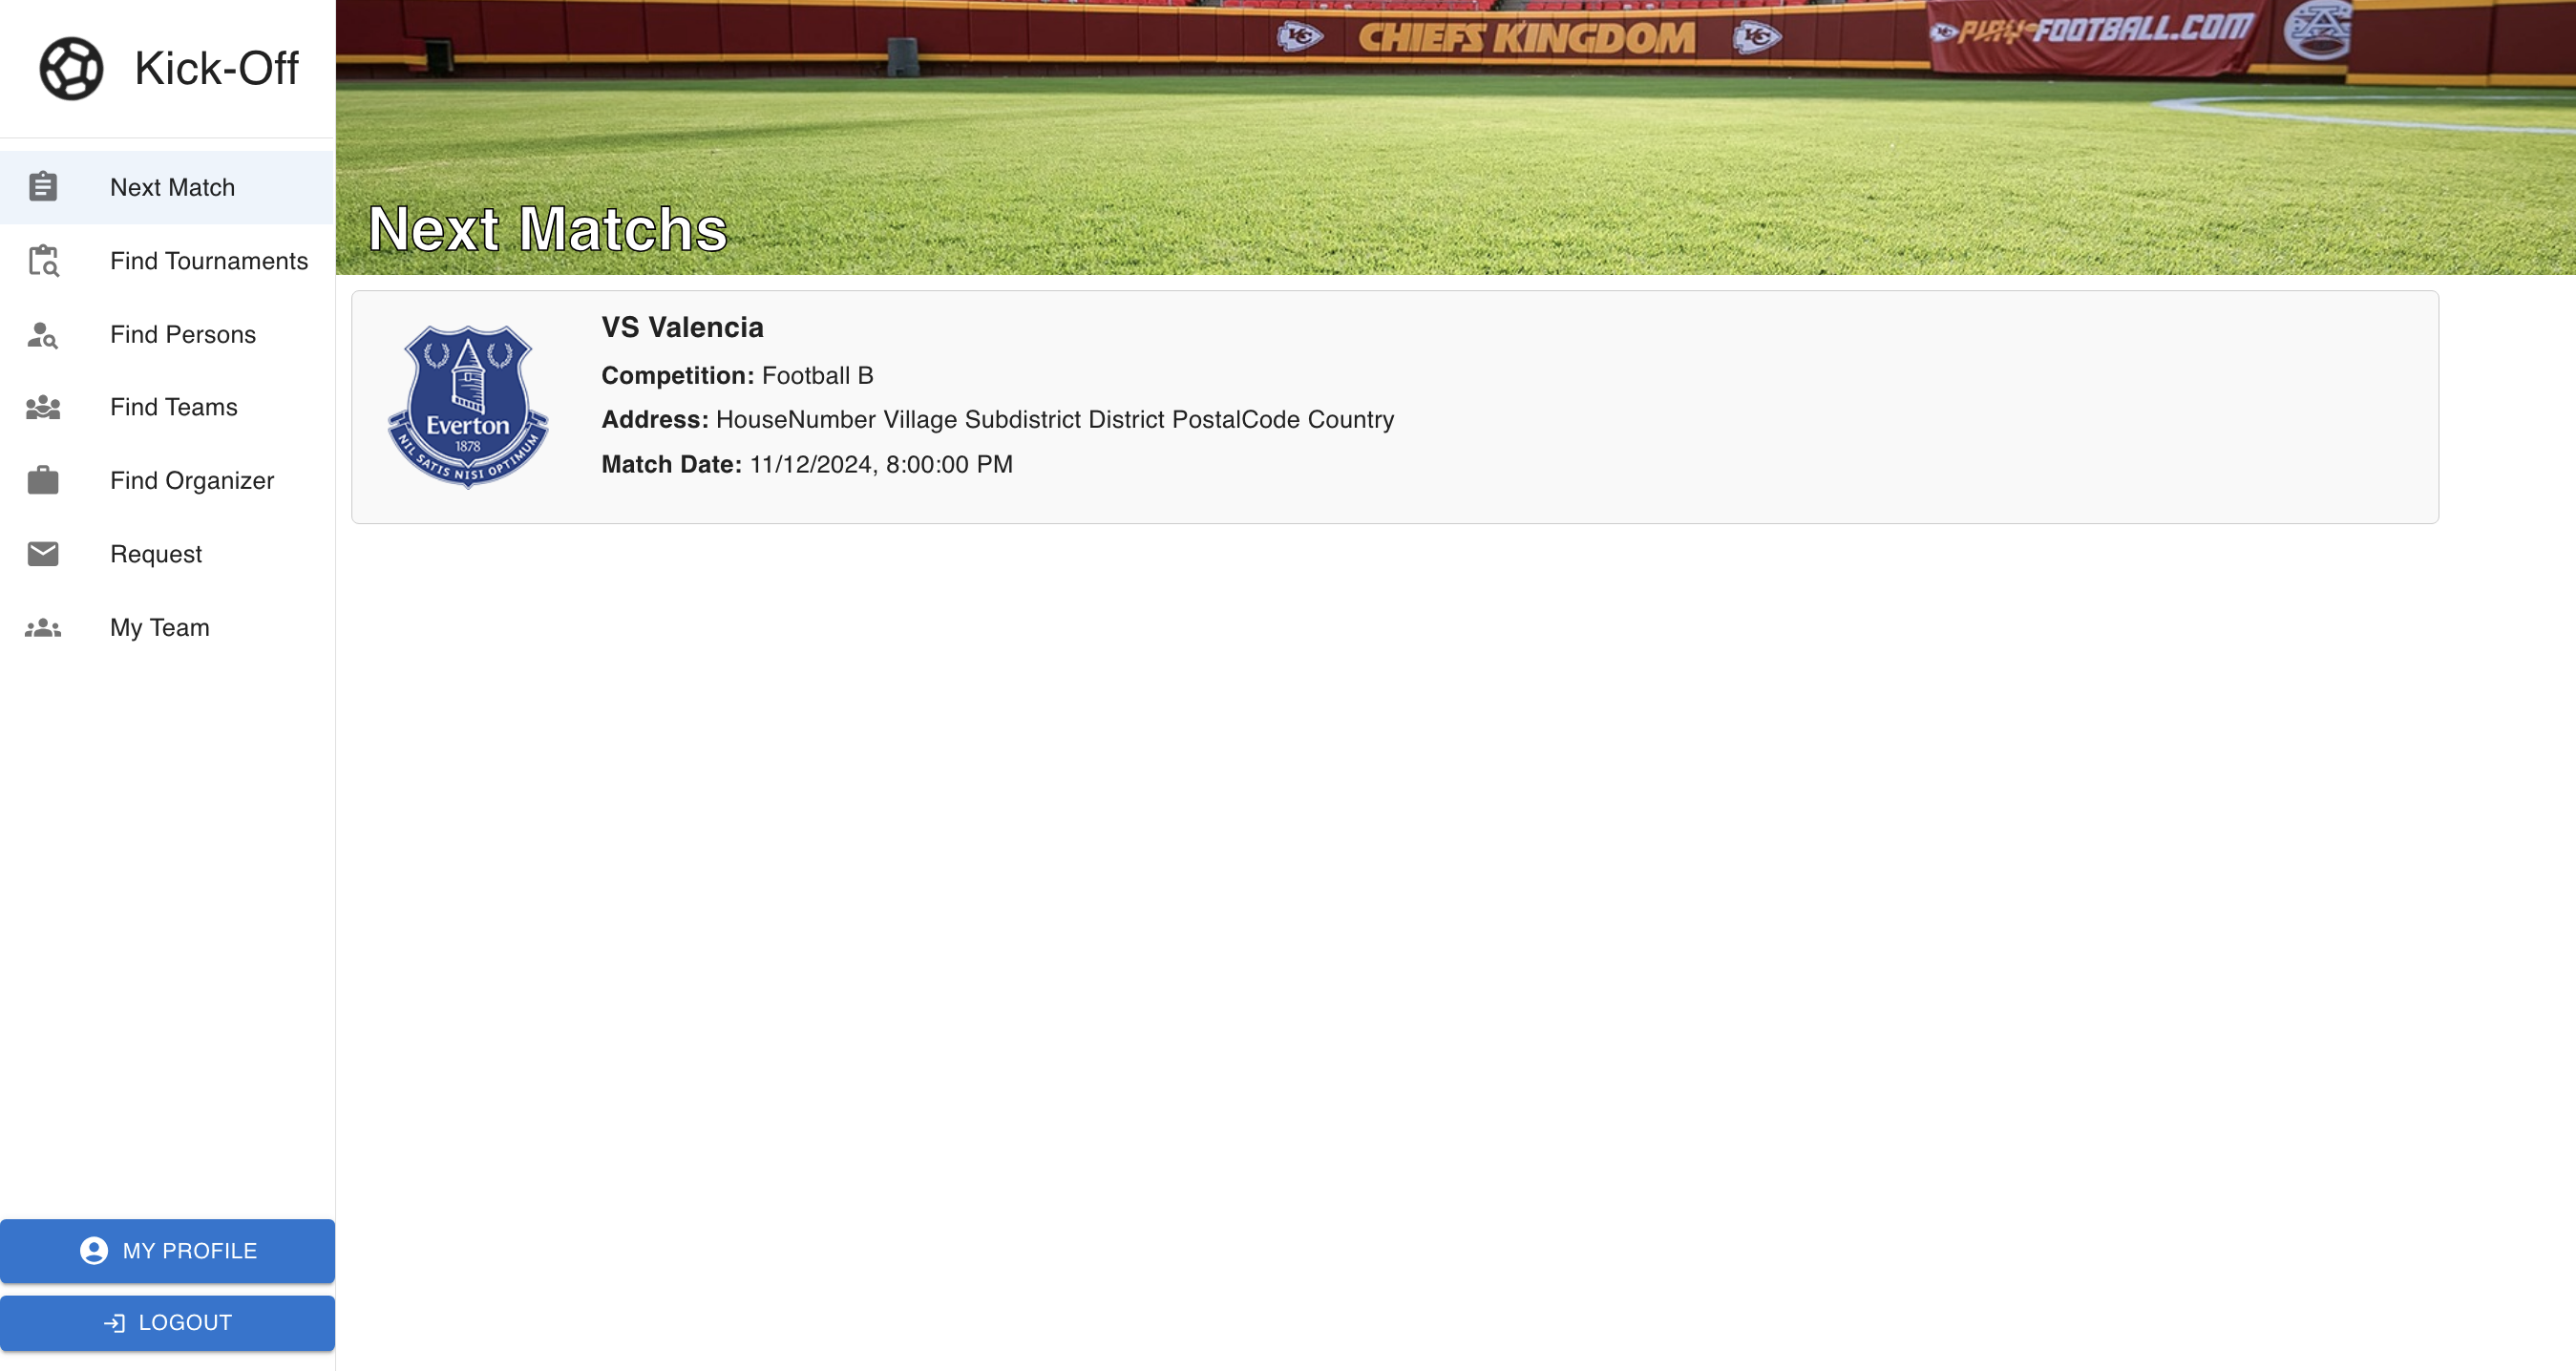 Kick-Off
Next Match
Find Tournaments
Find Persons
Find Teams
Find Organizer
Request
My Team
MY PROFILE
LOGOUT
CHIEFS KINGDOM
PLAY FOOTBALL.COM
Next Matchs
Everton
1878
NIL SATIS NISI OPTIMUM
VS Valencia
Competition: Football B
Address: HouseNumber Village Subdistrict District PostalCode Country
Match Date: 11/12/2024, 8:00:00 PM